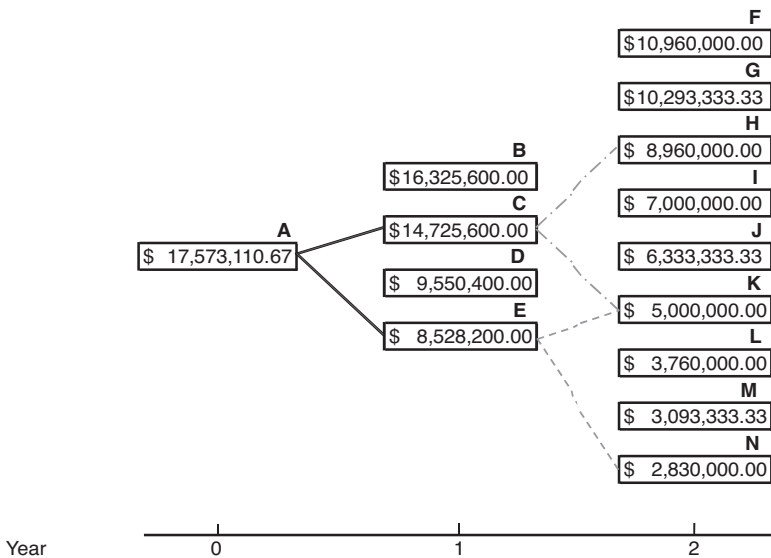 F
$10,960,000.00
G
$10,293,333.33
H
$ 8,960,000.00
B
I
$16,325,600.00
$ 7,000,000.00
C
A
$14,725,600.00
J
$ 17,573,110.67
D
$ 6,333,333.33
$ 9,550,400.00
K
E
$ 5,000,000.00
$ 8,528,200.00
L
$ 3,760,000.00
M
$ 3,093,333.33
N
$ 2,830,000.00
Year 0 1 2